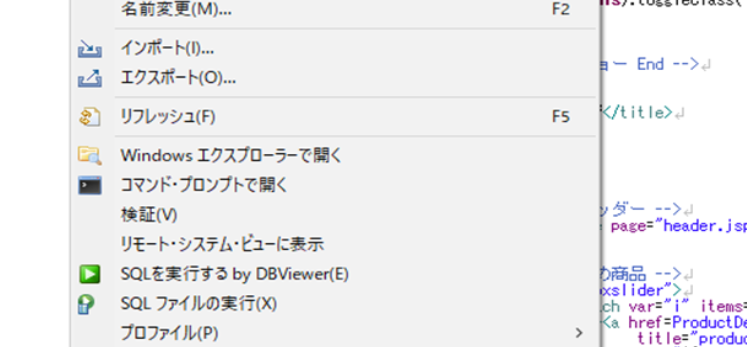 名前変更(M)... F2
インポート(I)...
ョー End -->↲
エクスポート(O)...
</title>↲
リフレッシュ(F) F5
Windows エクスプローラーで開く
コマンド・プロンプトで開く
ッダー -->↲
検証(V)
page="header.jsp
リモート・システム・ビューに表示
の商品 -->↲
SQLを実行する by DBViewer(E)
oxslider">↲
SQL ファイルの実行(X)
ch var="i" items=
<a href=ProductDe
プロファイル(P) >
title="produc